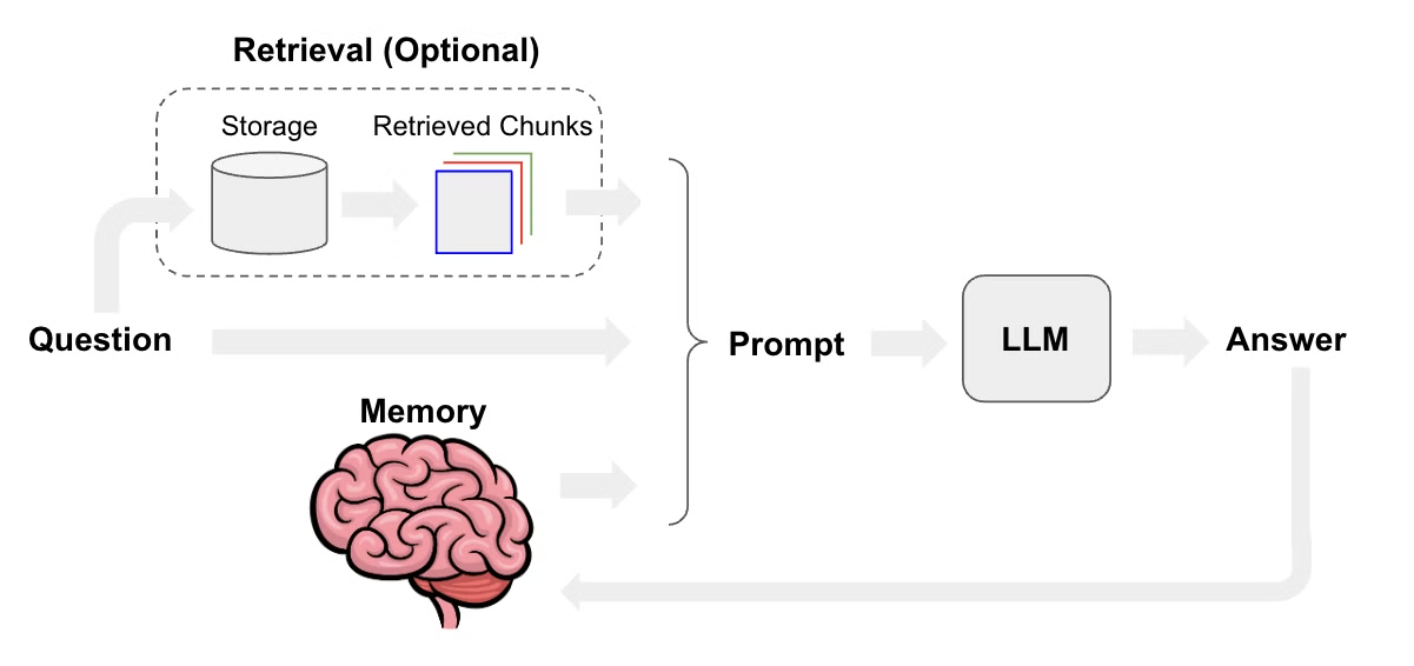 Retrieval (Optional)
Storage
Retrieved Chunks
Question
Prompt
LLM
Answer
Memory